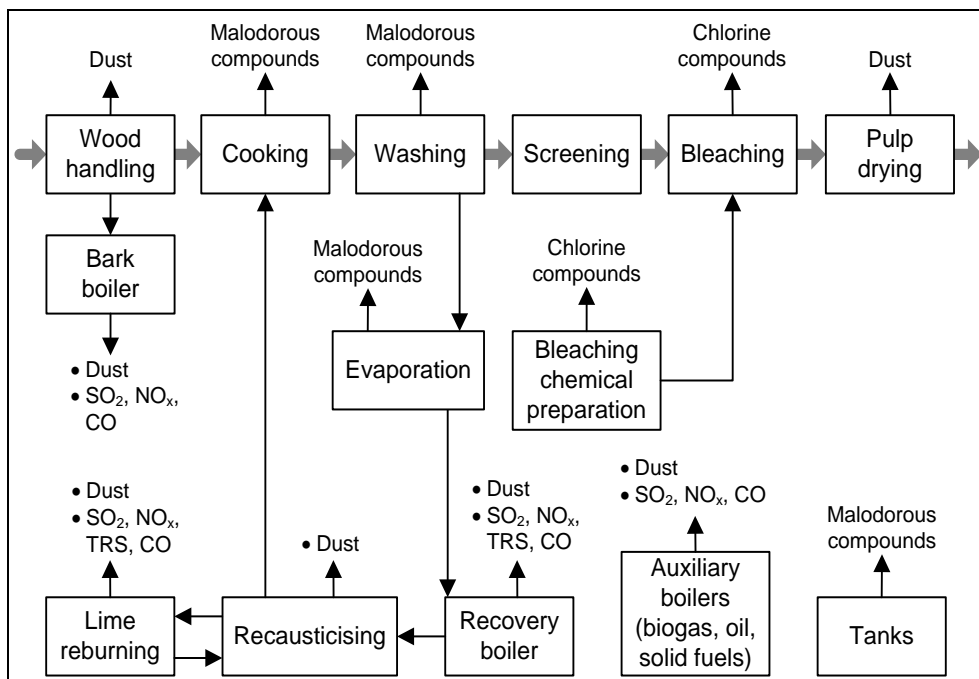 Malodorous
compounds
Malodorous
compounds
Chlorine
compounds
Dust
Dust
Wood
handling
Cooking
Washing
Screening
Bleaching
Pulp
drying
Bark
boiler
Malodorous
compounds
Chlorine
compounds
Evaporation
Bleaching
chemical
preparation
• Dust
• SO₂, NOₓ,
CO
• Dust
• SO₂, NOₓ,
TRS, CO
• Dust
• Dust
• SO₂, NOₓ,
TRS, CO
• Dust
• SO₂, NOₓ, CO
Malodorous
compounds
Lime
reburning
Recausticising
Recovery
boiler
Auxiliary
boilers
(biogas, oil,
solid fuels)
Tanks